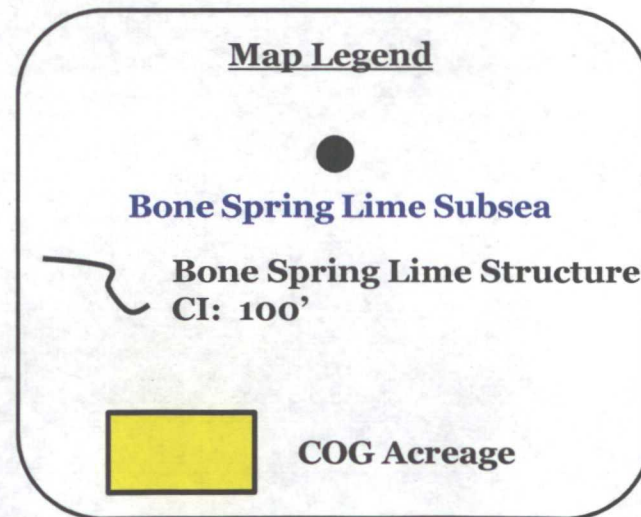 Map Legend
Bone Spring Lime Subsea
Bone Spring Lime Structure
CI: 100’
COG Acreage